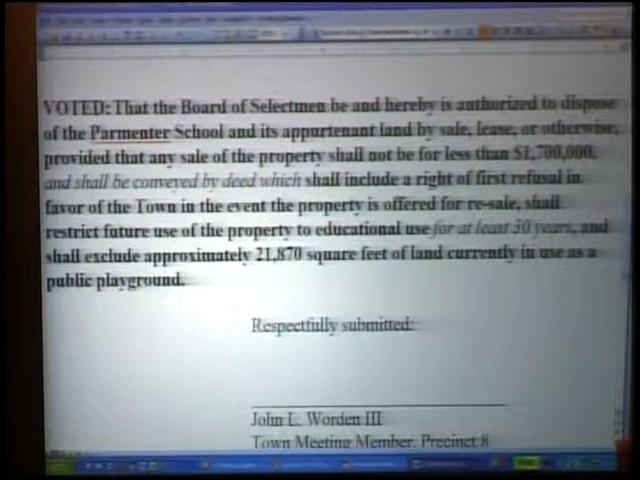 VOTED: That the Board of Selectmen be and hereby is authorized to dispose
of the Parmenter School and its appurtenant land by sale, lease, or otherwise,
provided that any sale of the property shall not be for less than $1,700,000,
and shall be conveyed by deed which shall include a right of first refusal in
favor of the Town in the event the property is offered for re-sale, shall
restrict future use of the property to educational use for at least 30 years, and
shall exclude approximately 21,870 square feet of land currently in use as a
public playground.
Respectfully submitted:
John L. Worden III
Town Meeting Member, Precinct 8